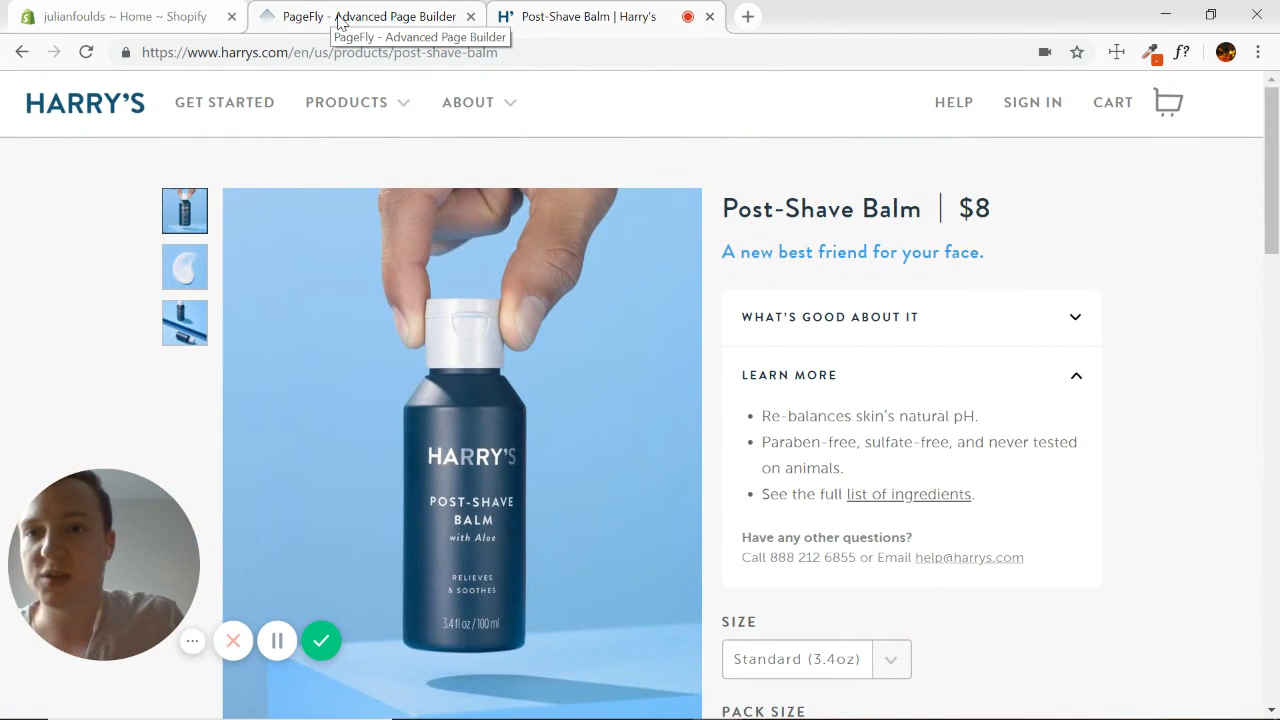 julianfoulds ~ Home ~ Shopify
PageFly - Advanced Page Builder
Post-Shave Balm | Harry's
PageFly - Advanced Page Builder
https://www.harrys.com/en/us/products/post-shave-balm
f?
HARRY'S
GET STARTED
PRODUCTS
ABOUT
HELP
SIGN IN
CART
Post-Shave Balm | $8
A new best friend for your face.
WHAT'S GOOD ABOUT IT
LEARN MORE
• Re-balances skin's natural pH.
• Paraben-free, sulfate-free, and never tested
on animals.
• See the full list of ingredients.
Have any other questions?
Call 888 212 6855 or Email help@harrys.com
SIZE
Standard (3.4oz)
PACK SIZE
HARRY'S
POST-SHAVE
BALM
with Aloe
RELIEVES
& SOOTHES
3.4 fl oz / 100 ml